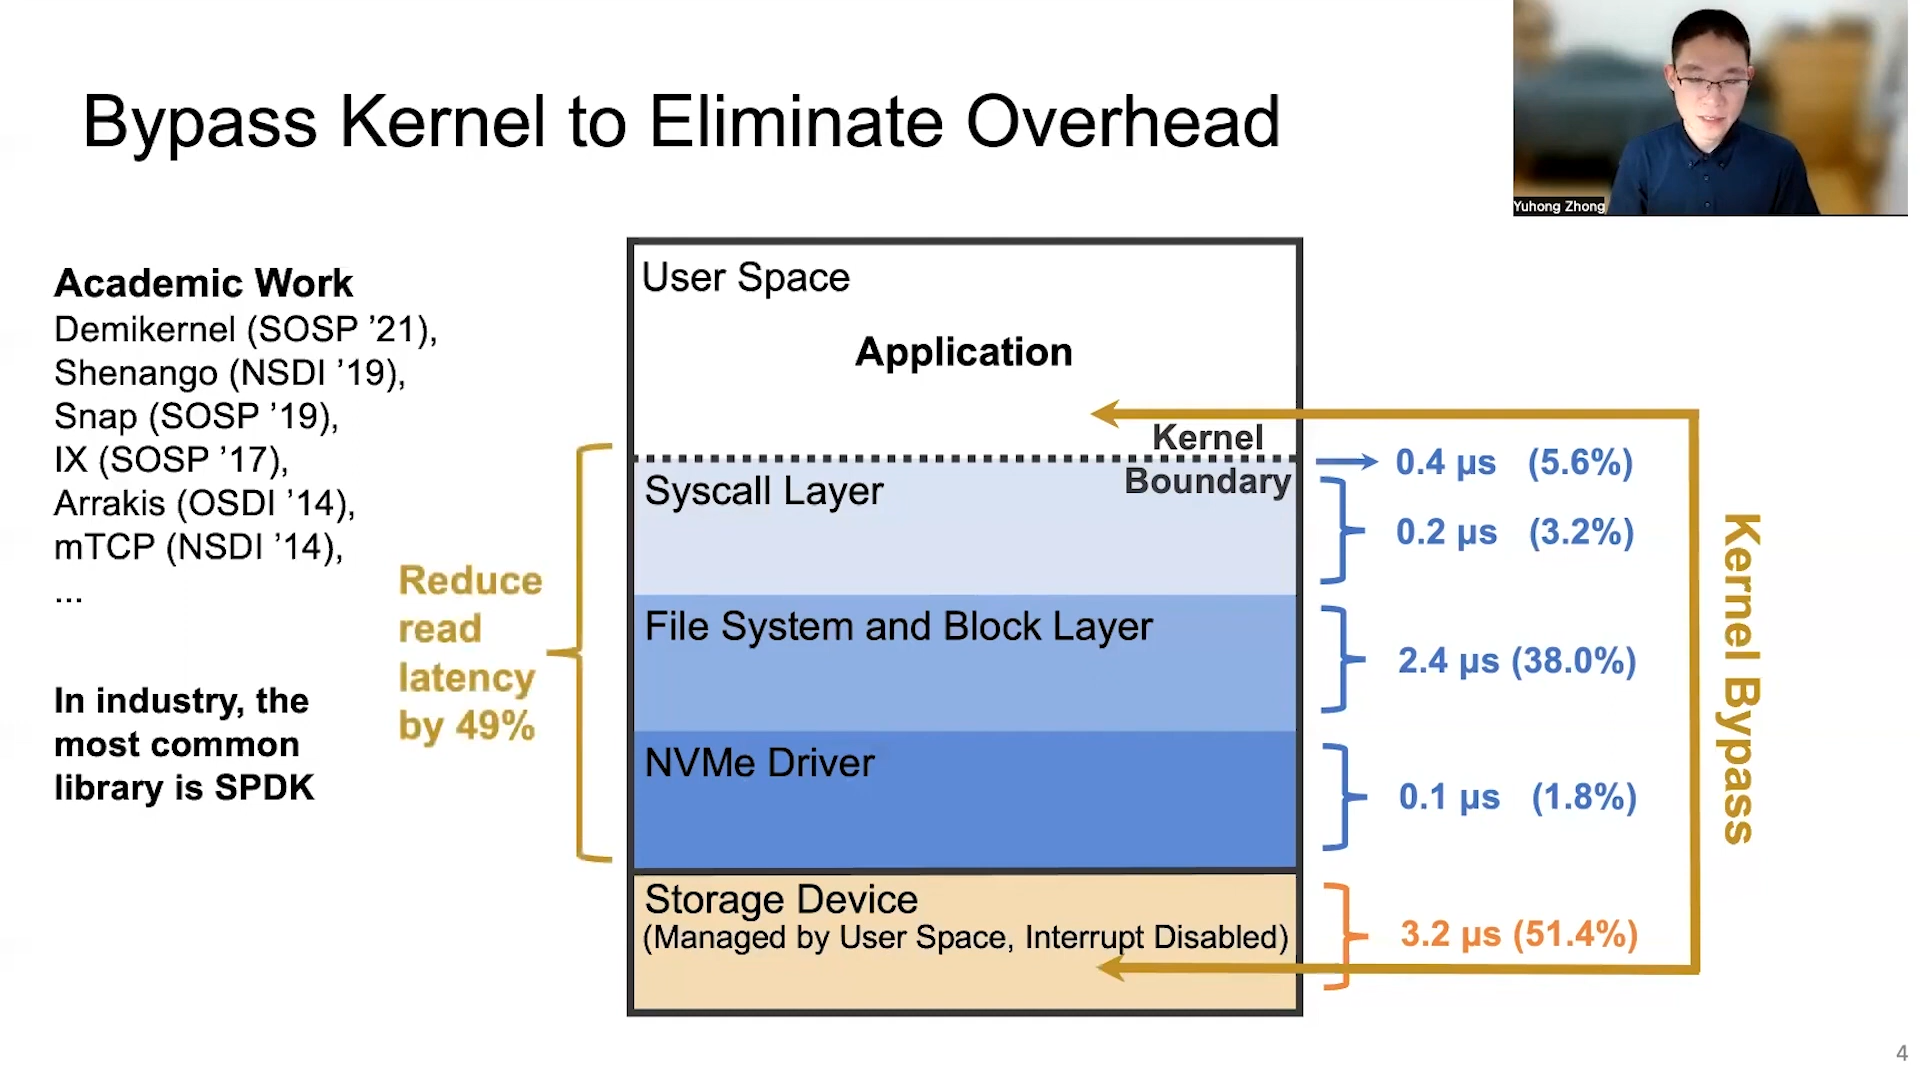 Bypass Kernel to Eliminate Overhead
Yuhong Zhong
Academic Work
Demikernel (SOSP ’21),
Shenango (NSDI ’19),
Snap (SOSP ’19),
IX (SOSP ’17),
Arrakis (OSDI ’14),
mTCP (NSDI ’14),
...
In industry, the
most common
library is SPDK
Reduce
read
latency
by 49%
User Space
Application
Kernel
Boundary
Syscall Layer
File System and Block Layer
NVMe Driver
Storage Device
(Managed by User Space, Interrupt Disabled)
0.4 µs (5.6%)
0.2 µs (3.2%)
2.4 µs (38.0%)
0.1 µs (1.8%)
3.2 µs (51.4%)
Kernel Bypass
4